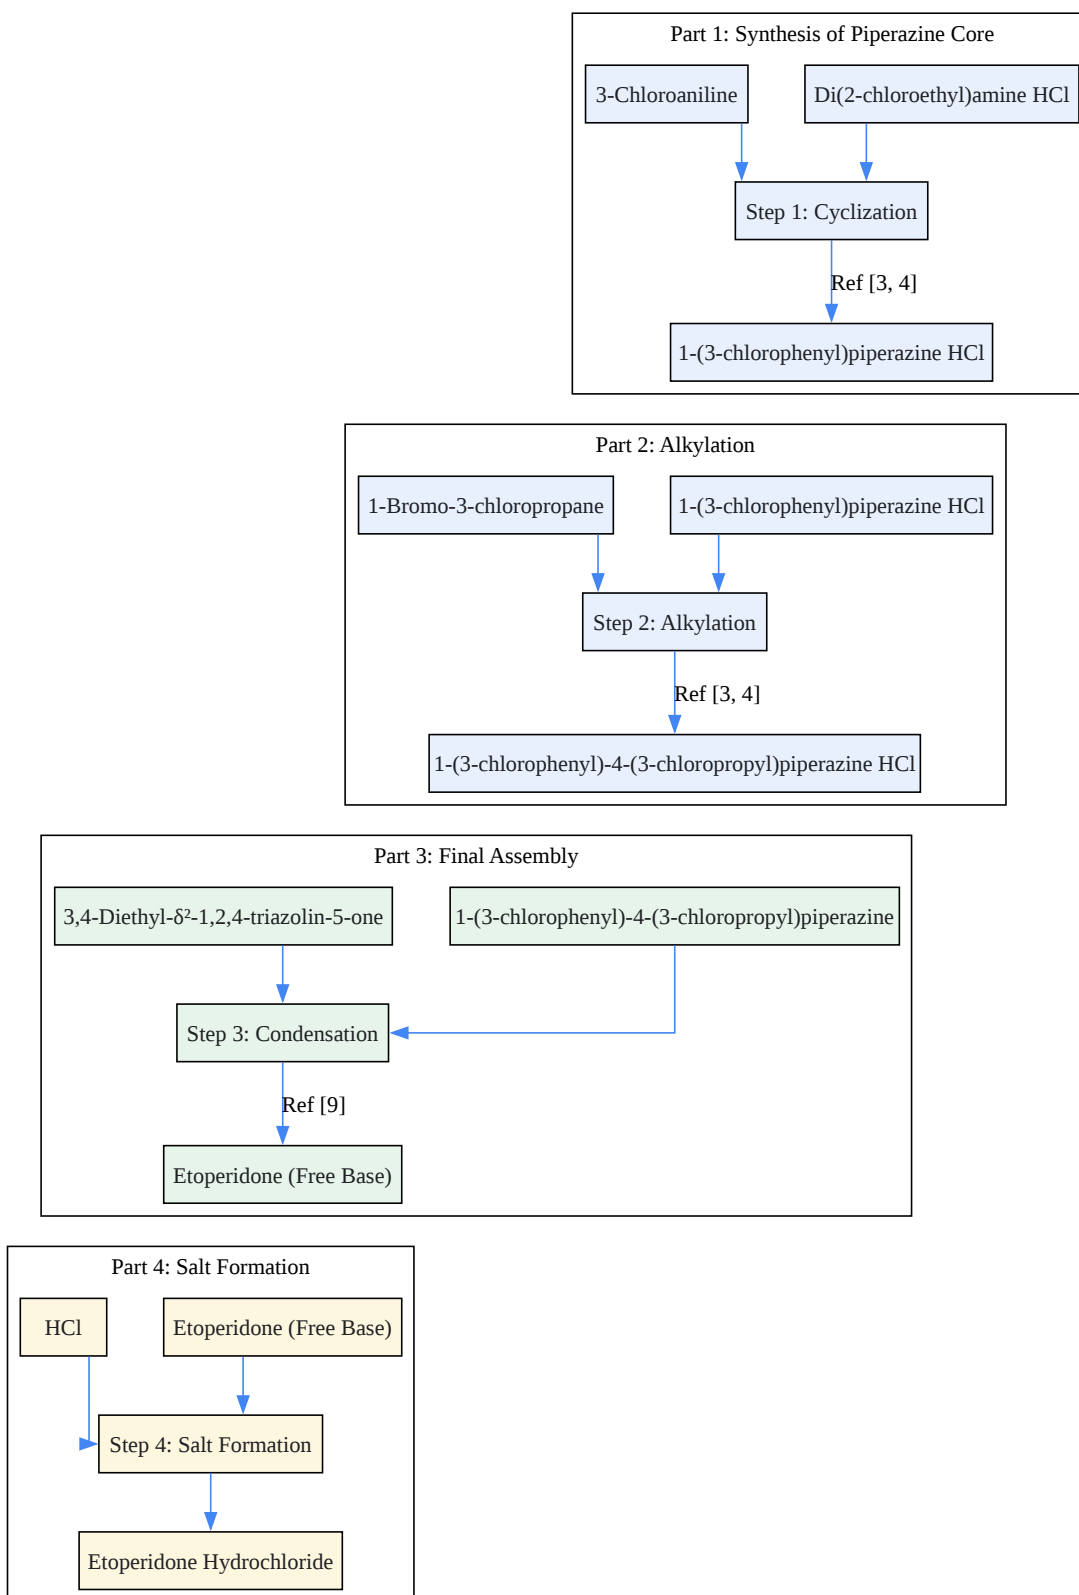 Part 1: Synthesis of Piperazine Core
3-Chloroaniline
Di(2-chloroethyl)amine HCl
Step 1: Cyclization
Ref [3, 4]
1-(3-chlorophenyl)piperazine HCl
Part 2: Alkylation
1-Bromo-3-chloropropane
1-(3-chlorophenyl)piperazine HCl
Step 2: Alkylation
Ref [3, 4]
1-(3-chlorophenyl)-4-(3-chloropropyl)piperazine HCl
Part 3: Final Assembly
3,4-Diethyl-δ²-1,2,4-triazolin-5-one
1-(3-chlorophenyl)-4-(3-chloropropyl)piperazine
Step 3: Condensation
Ref [9]
Etoperidone (Free Base)
Part 4: Salt Formation
HCl
Etoperidone (Free Base)
Step 4: Salt Formation
Etoperidone Hydrochloride